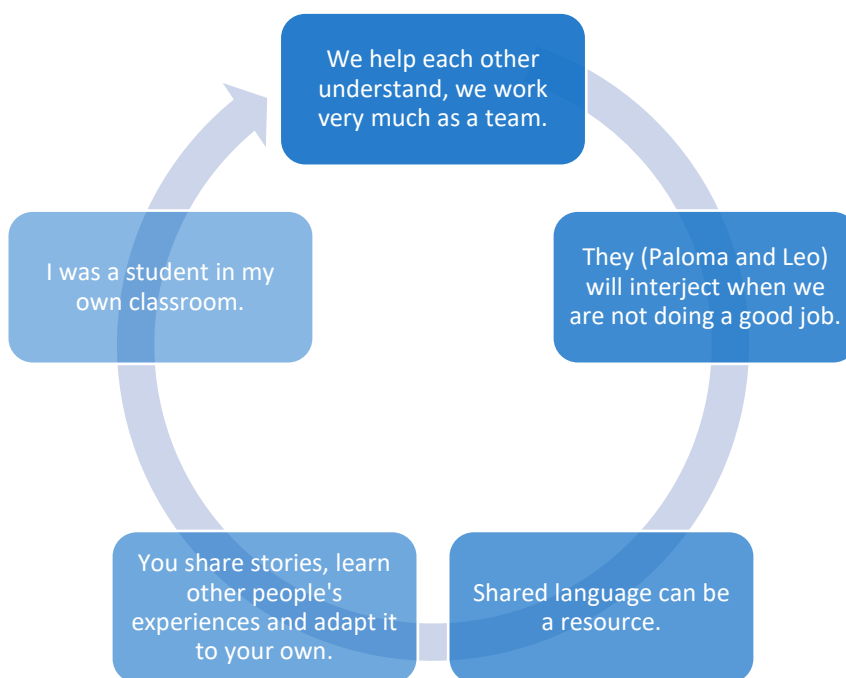 We help each other
understand, we work
very much as a team.
They (Paloma and Leo)
will interject when we
are not doing a good job.
Shared language can be
a resource.
You share stories, learn
other people's
experiences and adapt it
to your own.
I was a student in my
own classroom.